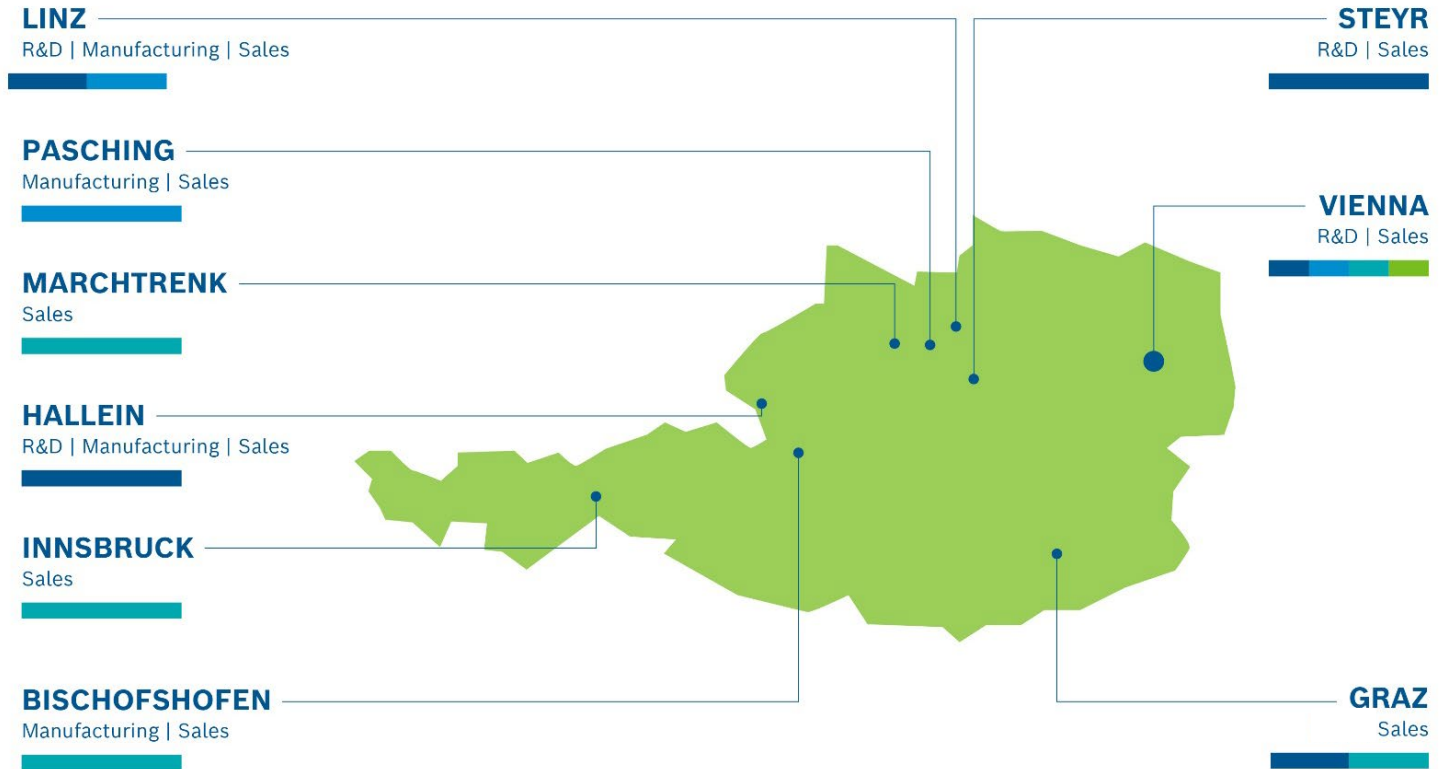 LINZ
R&D | Manufacturing | Sales
STEYR
R&D | Sales
PASCHING
Manufacturing | Sales
VIENNA
R&D | Sales
MARCHTRENK
Sales
HALLEIN
R&D | Manufacturing | Sales
INNSBRUCK
Sales
BISCHOFSHOFEN
Manufacturing | Sales
GRAZ
Sales